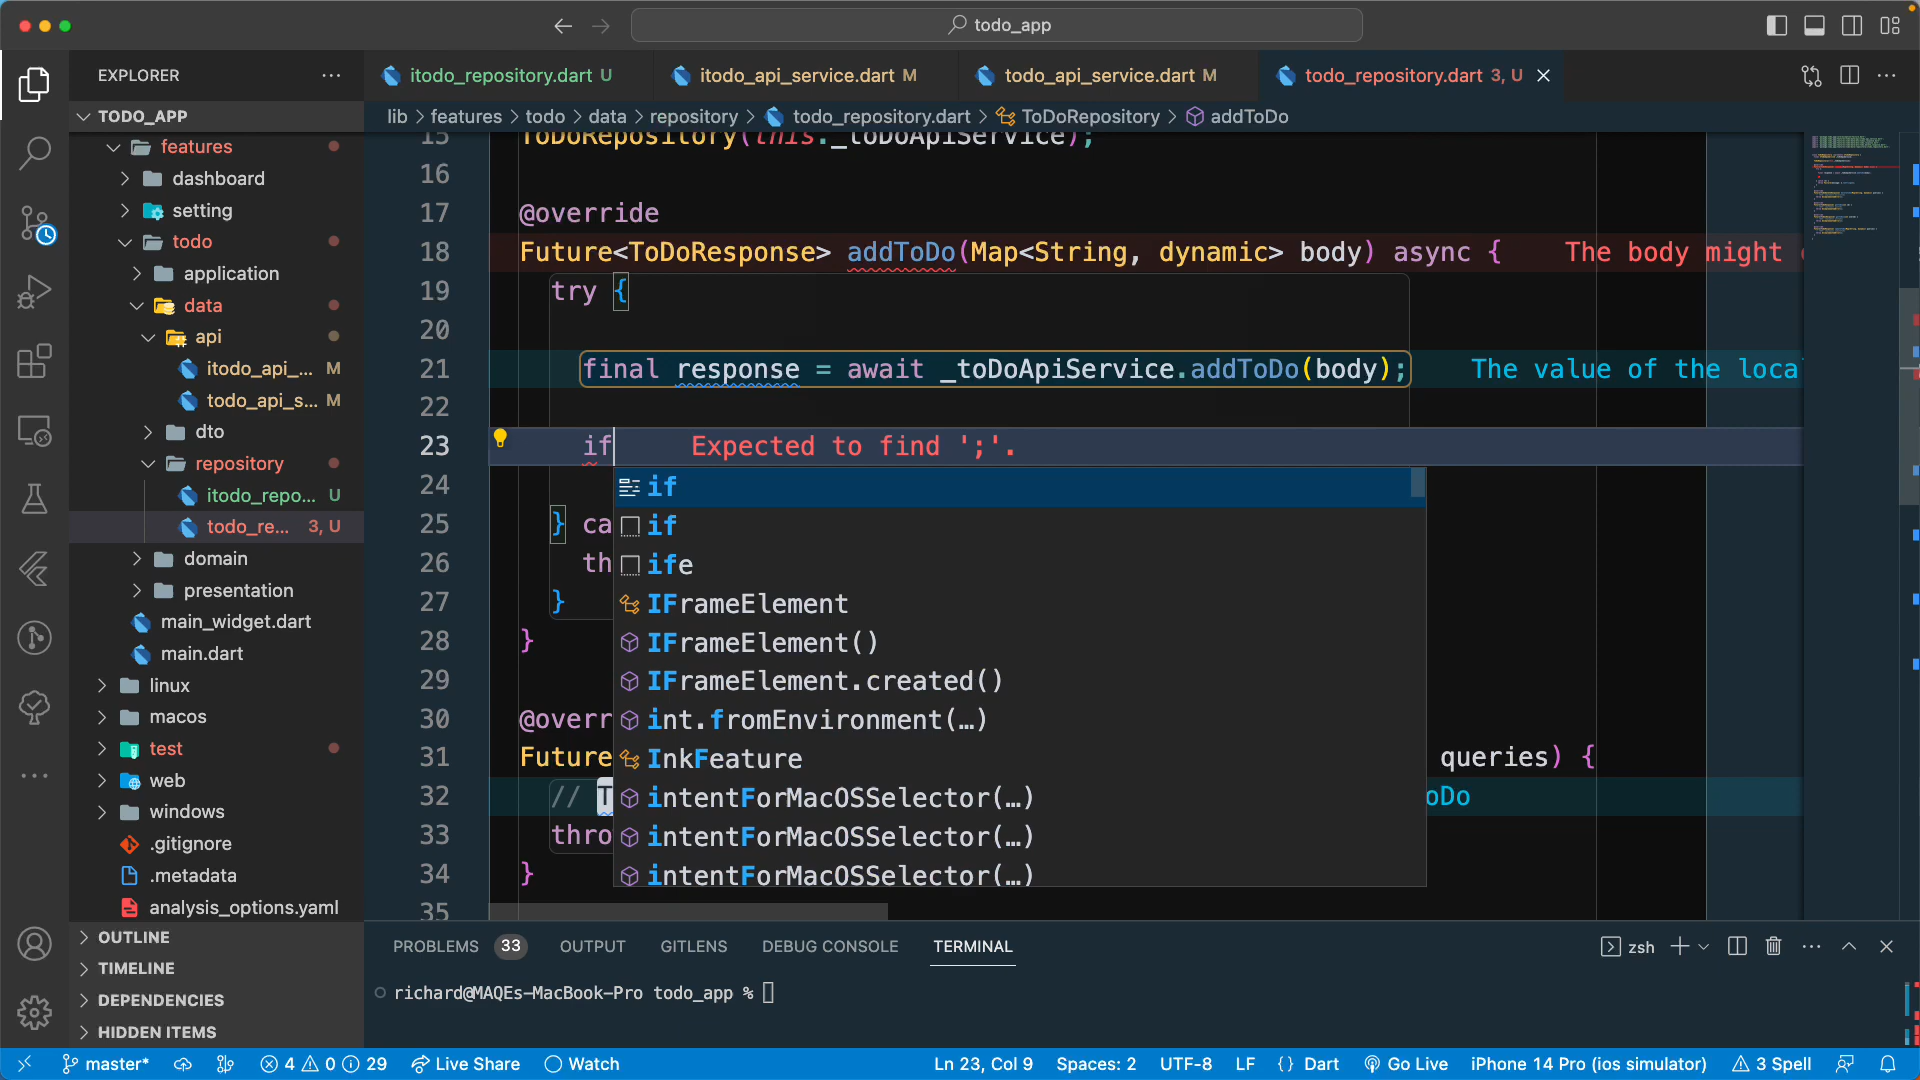 todo_app
EXPLORER
itodo_repository.dart U
itodo_api_service.dart M
todo_api_service.dart M
todo_repository.dart 3, U
TODO_APP
lib > features > todo > data > repository > todo_repository.dart > ToDoRepository > addToDo
features
dashboard
setting
todo
application
data
api
itodo_api_... M
todo_api_s... M
dto
repository
itodo_repo... U
todo_re... 3, U
domain
presentation
main_widget.dart
main.dart
linux
macos
test
web
windows
.gitignore
.metadata
analysis_options.yaml
OUTLINE
TIMELINE
DEPENDENCIES
HIDDEN ITEMS
15 ToDoRepository(this._toDoApiService);
16
17 @override
18 Future<ToDoResponse> addToDo(Map<String, dynamic> body) async { The body might
19 try {
20
21 final response = await _toDoApiService.addToDo(body); The value of the loca
22
23 if Expected to find ';'.
24
25 } ca
26 th
27 }
28 }
29
30 @overr
31 Future queries) {
32 // T oDo
33 thro
34 }
35
if
if
ife
IFrameElement
IFrameElement()
IFrameElement.created()
int.fromEnvironment(…)
InkFeature
intentForMacOSSelector(…)
intentForMacOSSelector(…)
intentForMacOSSelector(…)
PROBLEMS 33 OUTPUT GITLENS DEBUG CONSOLE TERMINAL zsh
richard@MAQEs-MacBook-Pro todo_app %
master* 4 0 29 Live Share Watch Ln 23, Col 9 Spaces: 2 UTF-8 LF {} Dart Go Live iPhone 14 Pro (ios simulator) 3 Spell